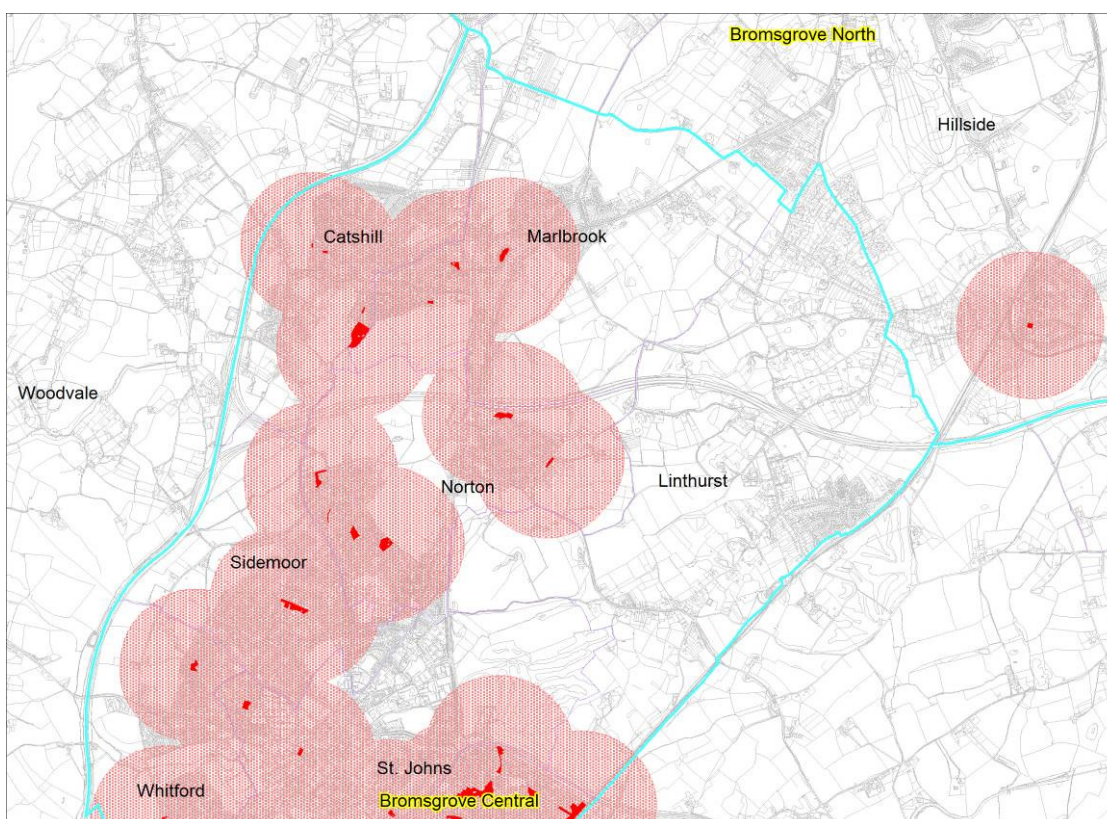 Bromsgrove North
Hillside
Catshill
Marlbrook
Woodvale
Linthurst
Norton
Sidemoor
St. Johns
Whitford
Bromsgrove Central